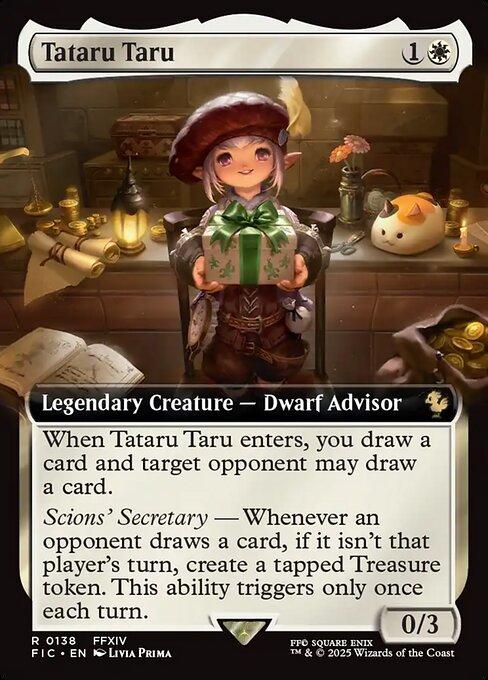 Tataru Taru 1
Legendary Creature — Dwarf Advisor
When Tataru Taru enters, you draw a
card and target opponent may draw
a card.
Scions' Secretary — Whenever an
opponent draws a card, if it isn't that
player's turn, create a tapped Treasure
token. This ability triggers only once
each turn.
0/3
R 0138 FFXIV
FIC • EN Livia Prima
FF© SQUARE ENIX
™ & © 2025 Wizards of the Coast